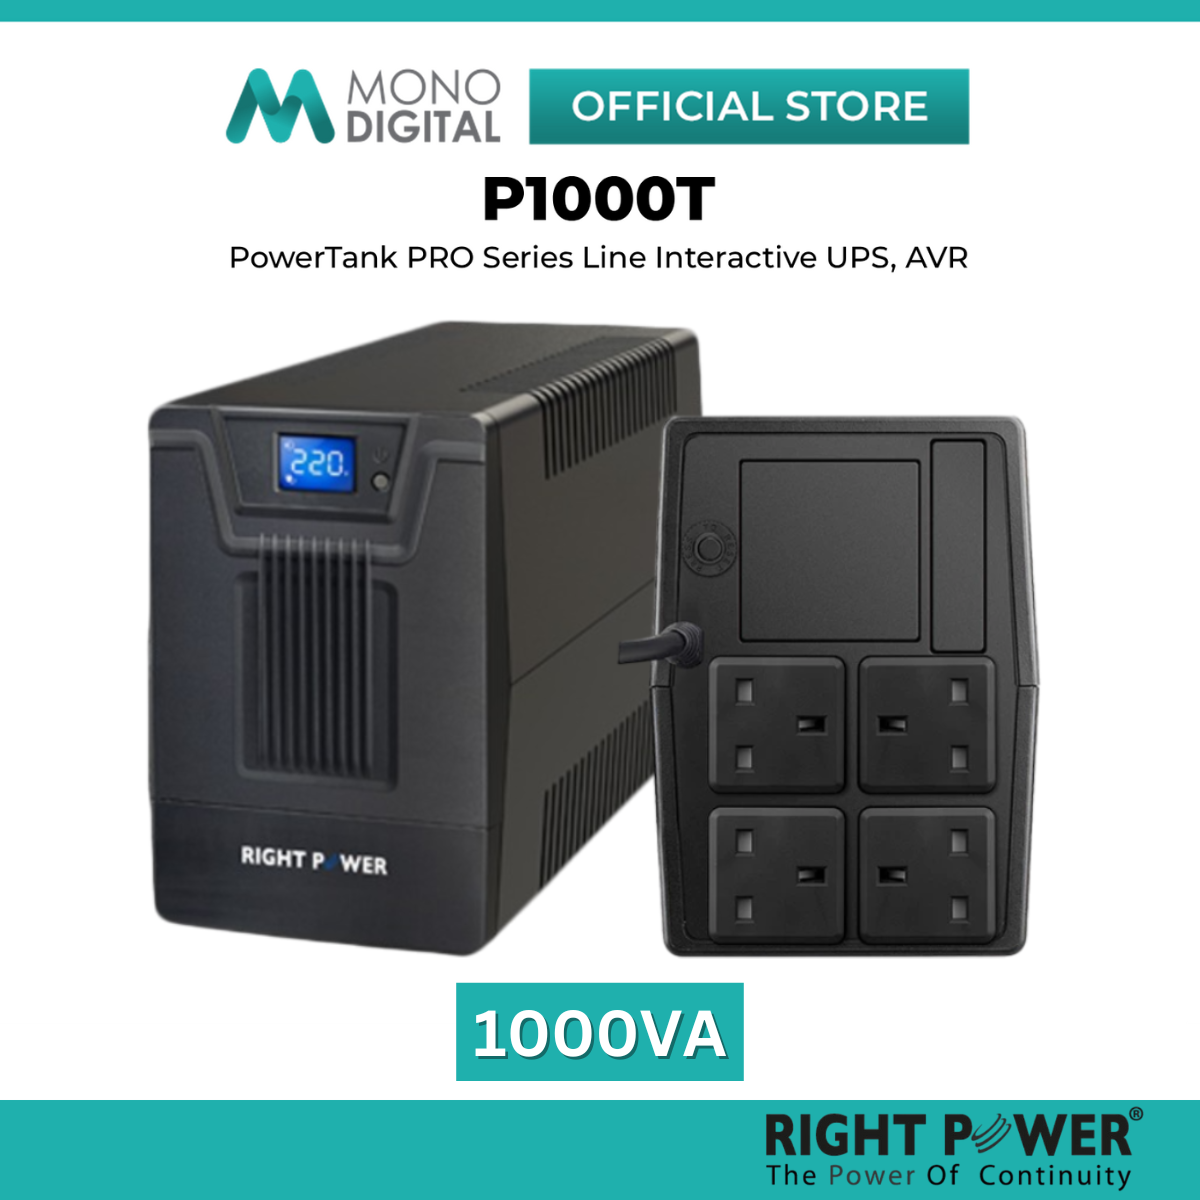 MONO
DIGITAL
OFFICIAL STORE
P1000T
PowerTank PRO Series Line Interactive UPS, AVR
220
RIGHT POWER
1000VA
RIGHT POWER®
The Power Of Continuity